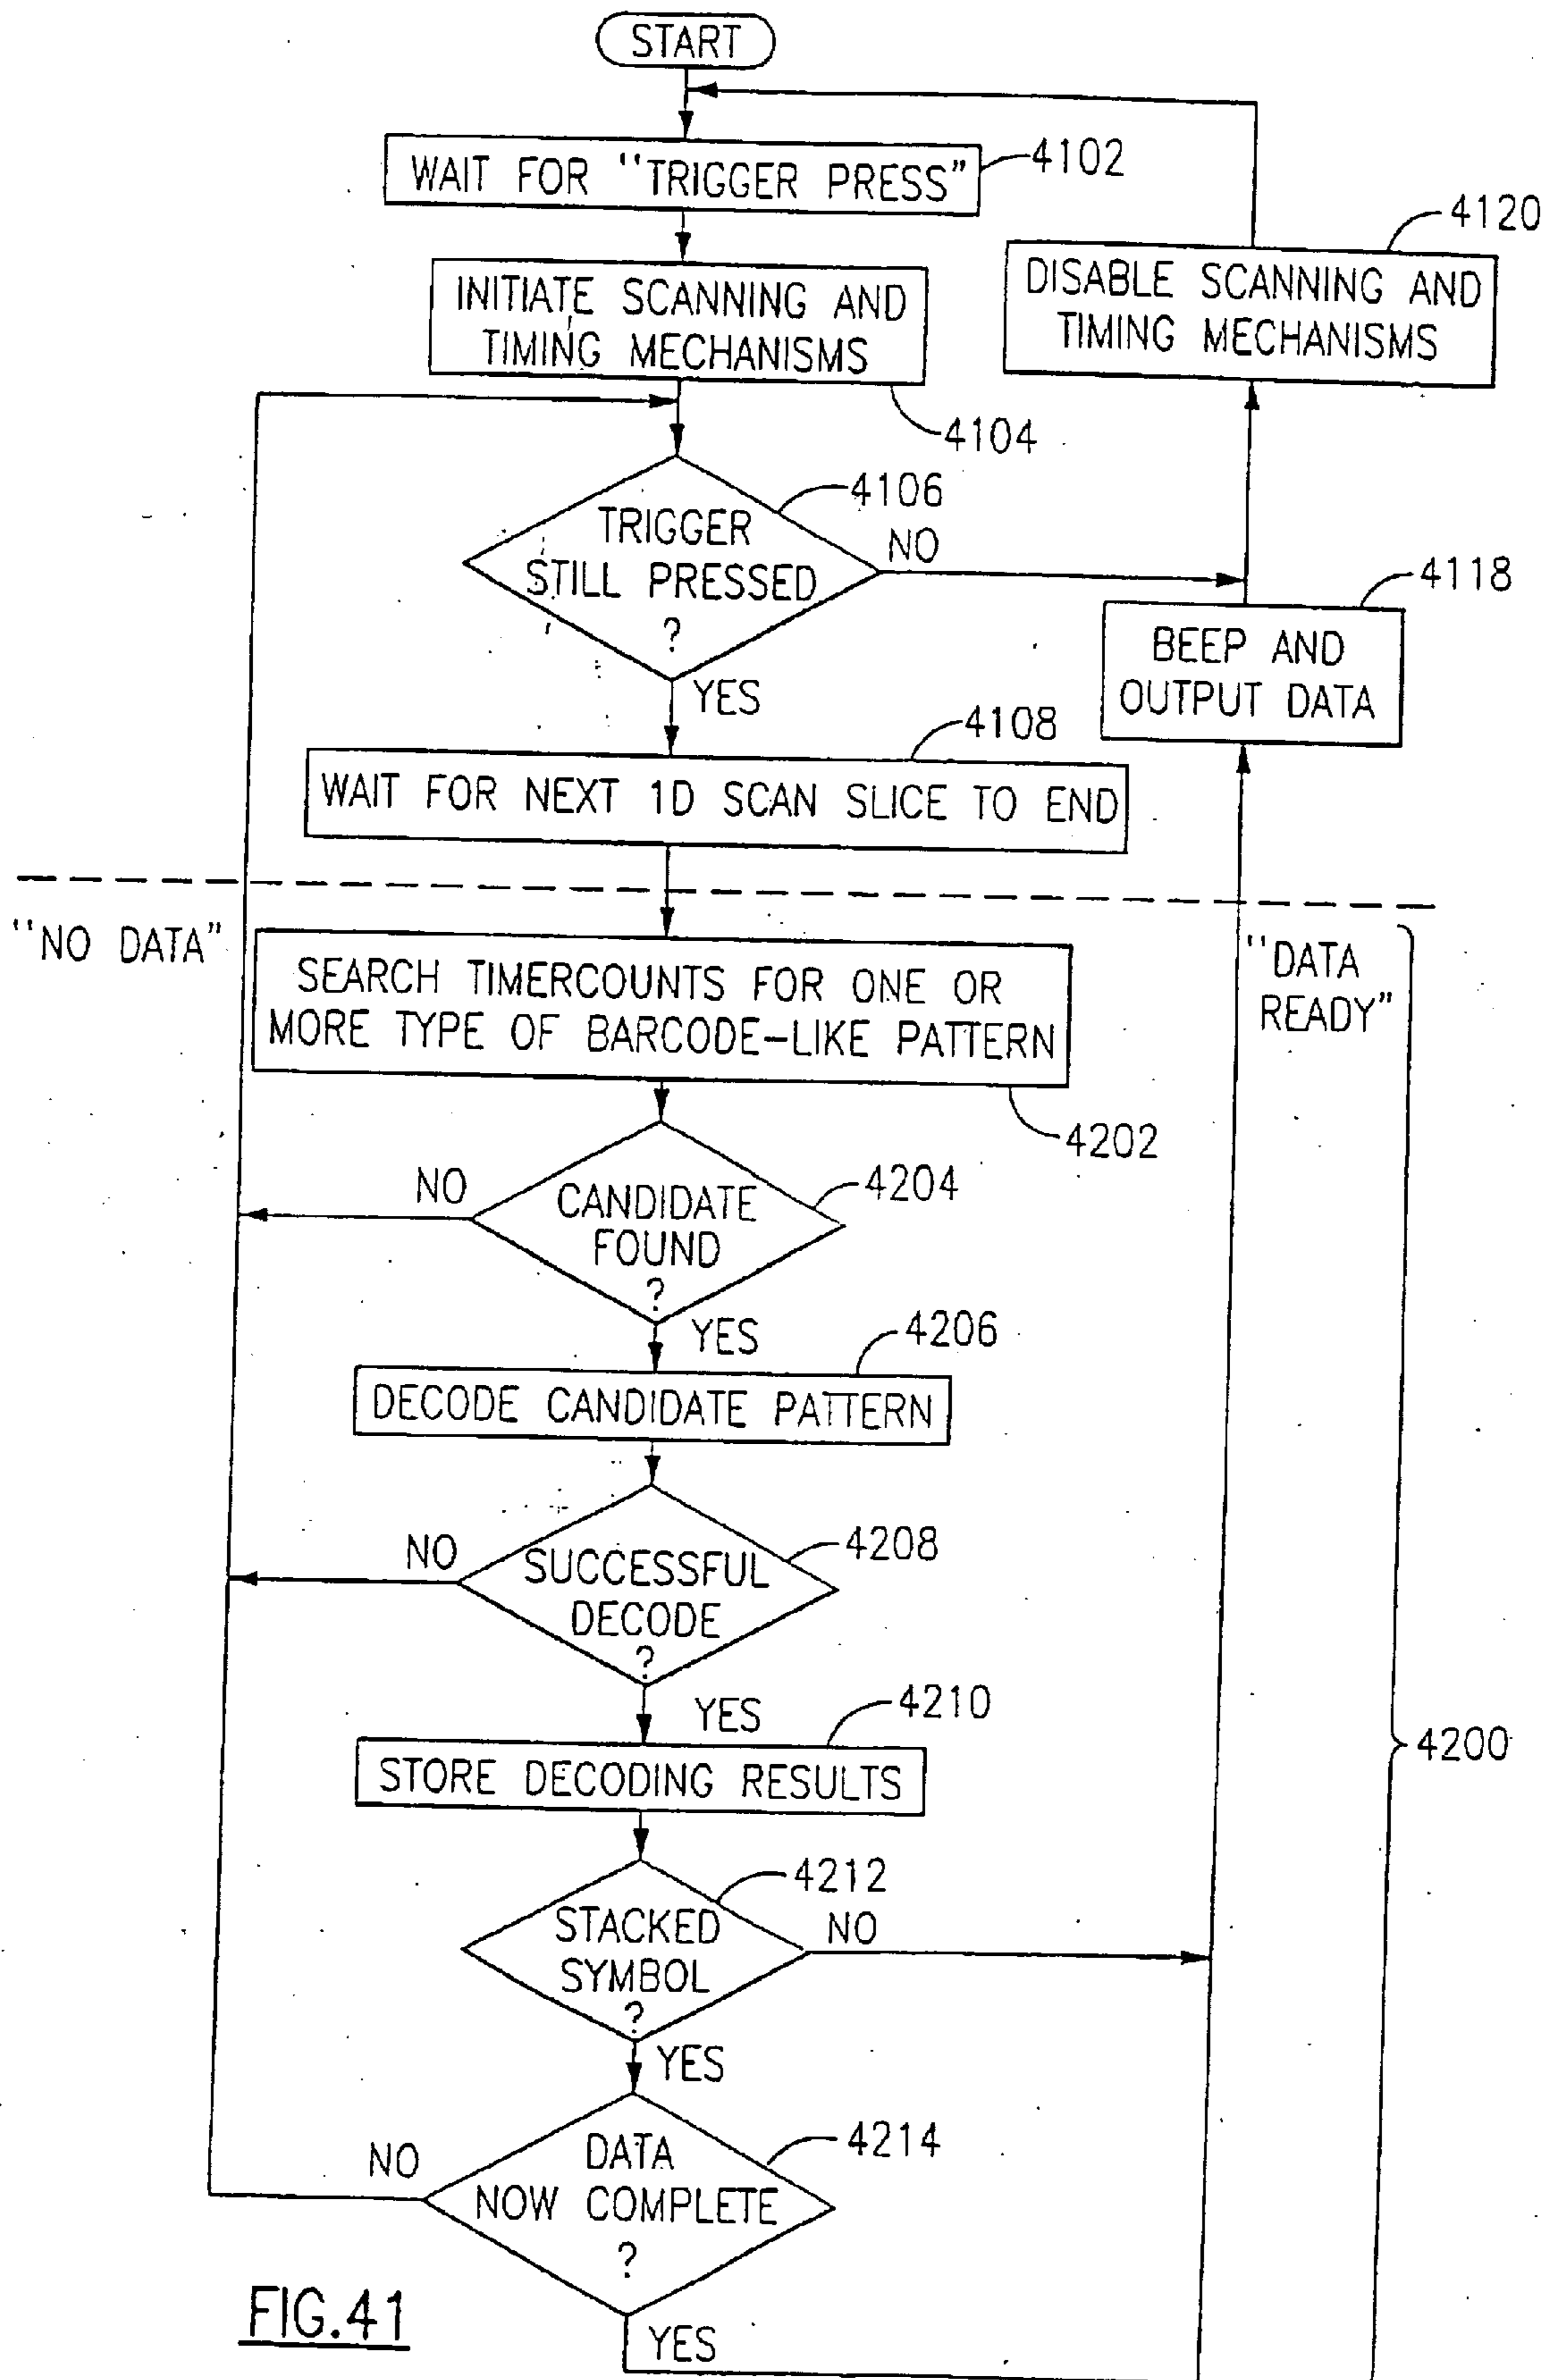 START
WAIT FOR "TRIGGER PRESS"
4102
4120
INITIATE SCANNING AND
TIMING MECHANISMS
4104
DISABLE SCANNING AND
TIMING MECHANISMS
4106
TRIGGER
STILL PRESSED
?
NO
YES
4118
BEEP AND
OUTPUT DATA
4108
WAIT FOR NEXT 1D SCAN SLICE TO END
"NO DATA"
"DATA
READY"
SEARCH TIMERCOUNTS FOR ONE OR
MORE TYPE OF BARCODE-LIKE PATTERN
4202
4204
CANDIDATE
FOUND
?
NO
YES
4206
DECODE CANDIDATE PATTERN
4208
SUCCESSFUL
DECODE
?
NO
YES
4210
STORE DECODING RESULTS
4200
4212
STACKED
SYMBOL
?
NO
YES
4214
DATA
NOW COMPLETE
?
NO
YES
FIG.41